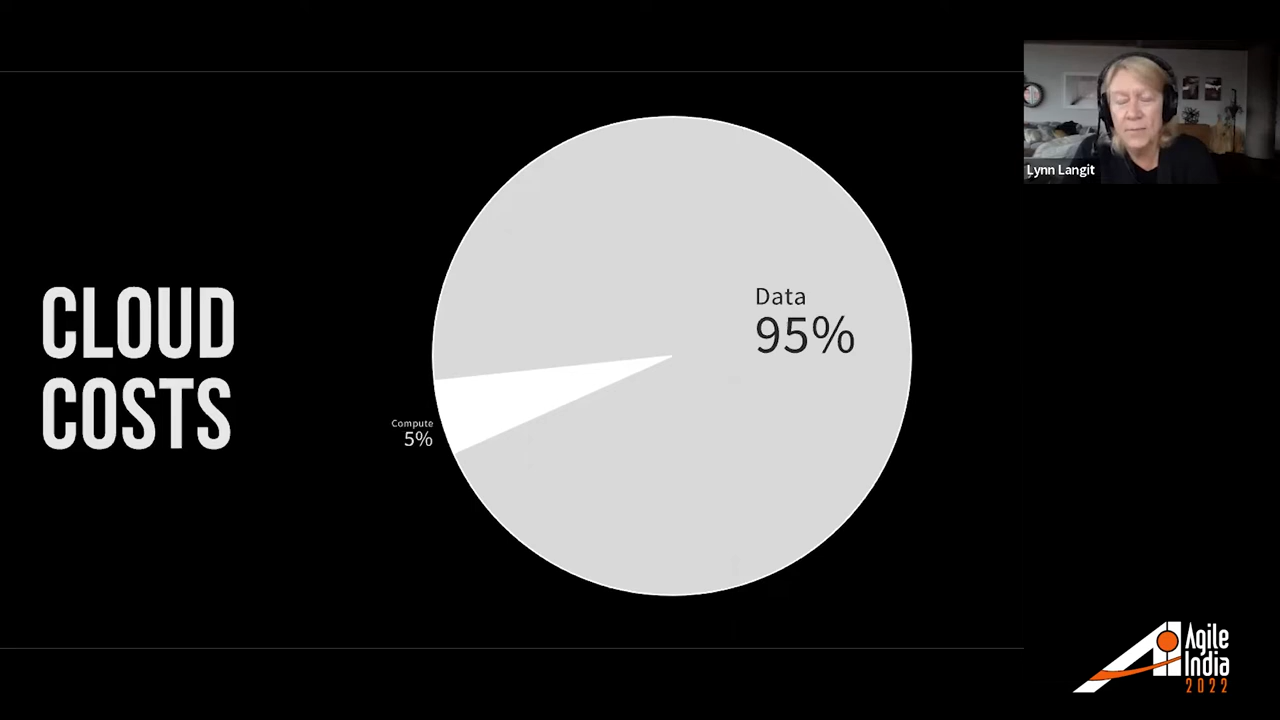 CLOUD
COSTS
Data
95%
Compute
5%
Lynn Langit
Agile
India
2022